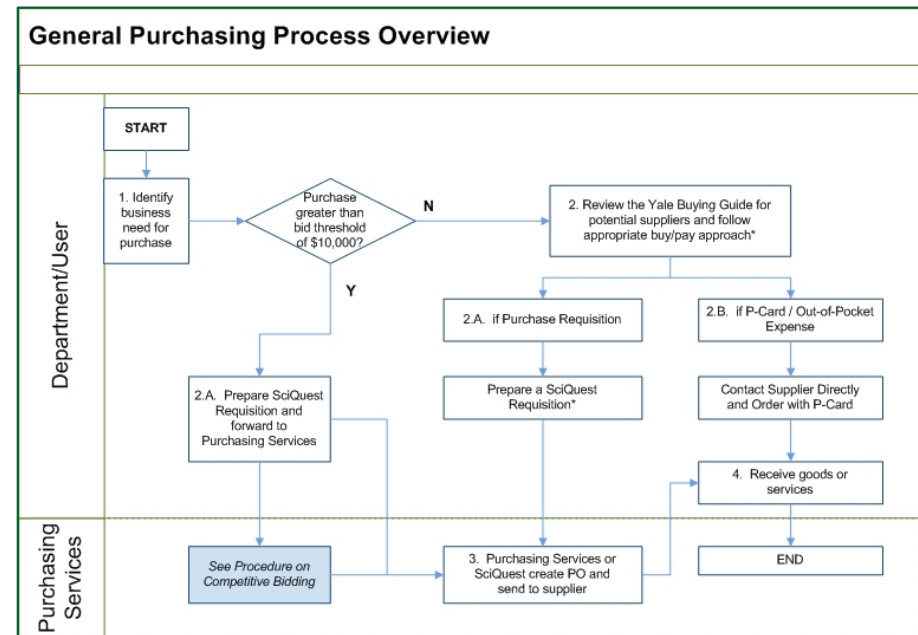 General Purchasing Process Overview
Department/User
START
1. Identify
business
need for
purchase
Purchase
greater than
bid threshold
of $10,000?
N
Y
2. Review the Yale Buying Guide for
potential suppliers and follow
appropriate buy/pay approach*
2.A. if Purchase Requisition
2.B. if P-Card / Out-of-Pocket
Expense
2.A. Prepare SciQuest
Requisition and
forward to
Purchasing Services
Prepare a SciQuest
Requisition*
Contact Supplier Directly
and Order with P-Card
4. Receive goods or
services
Purchasing
Services
See Procedure on
Competitive Bidding
3. Purchasing Services or
SciQuest create PO and
send to supplier
END